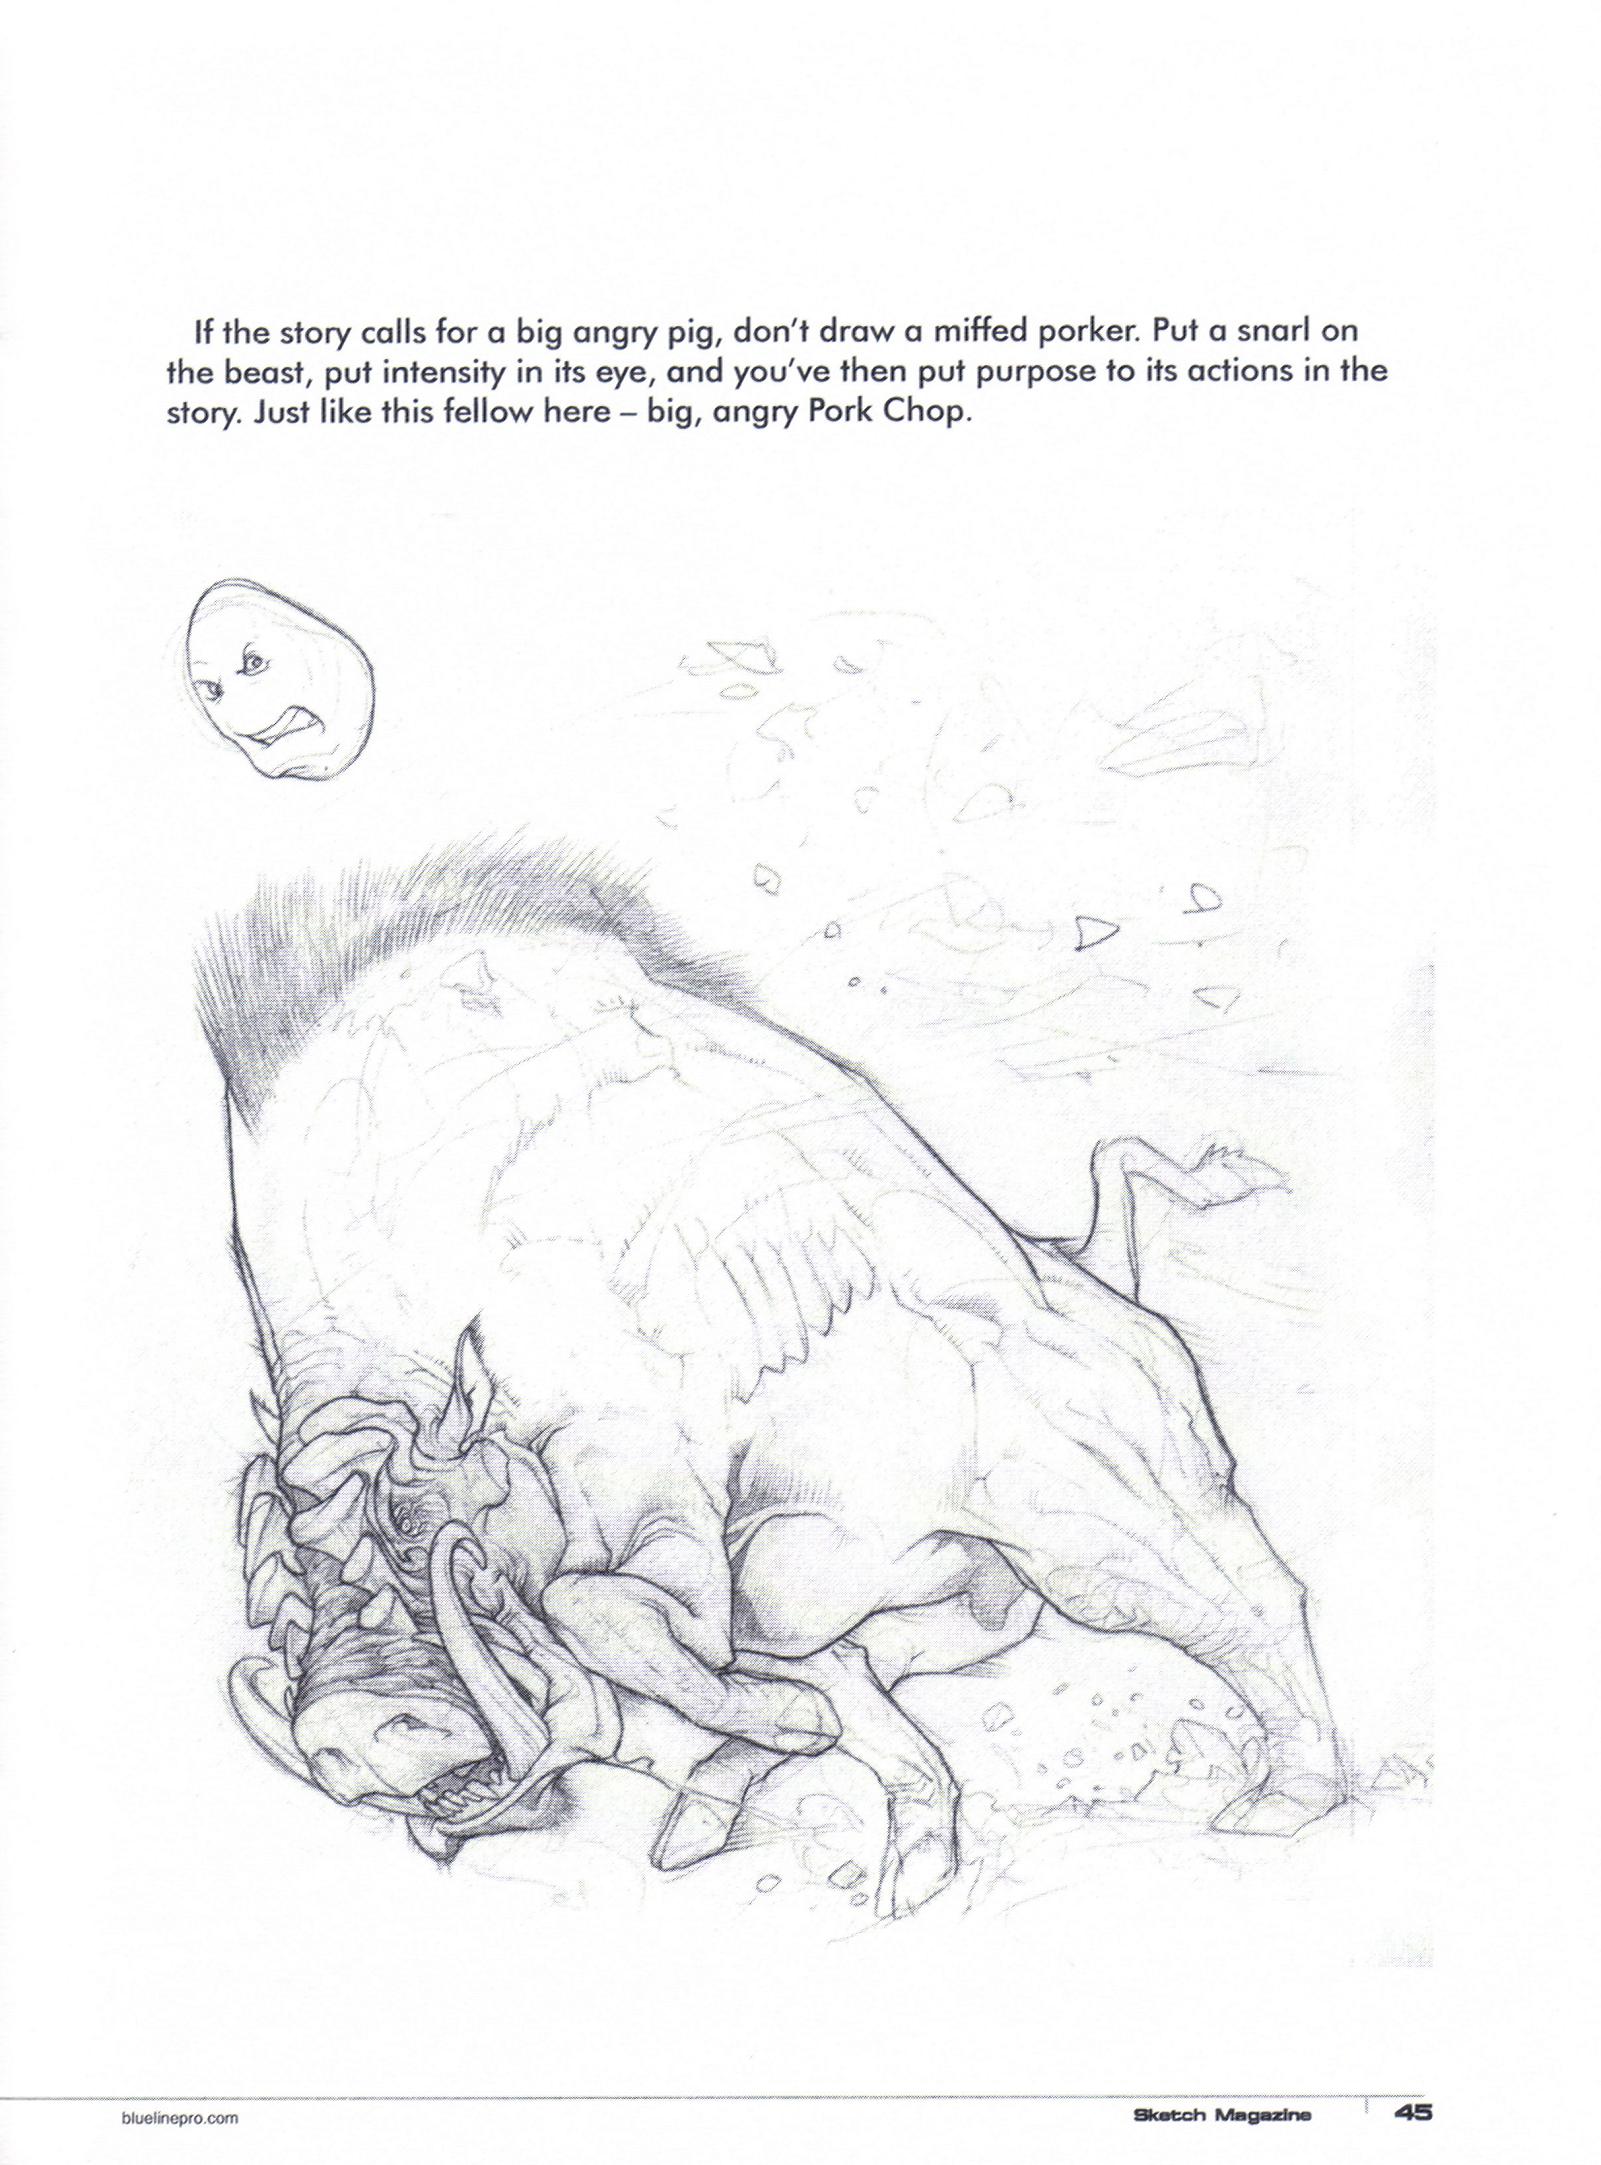 If the story calls for a big angry pig, don't draw a miffed porker. Put a snarl on
the beast, put intensity in its eye, and you've then put purpose to its actions in the
story. Just like this fellow here – big, angry Pork Chop.
bluelinepro.com
Sketch Magazine
45